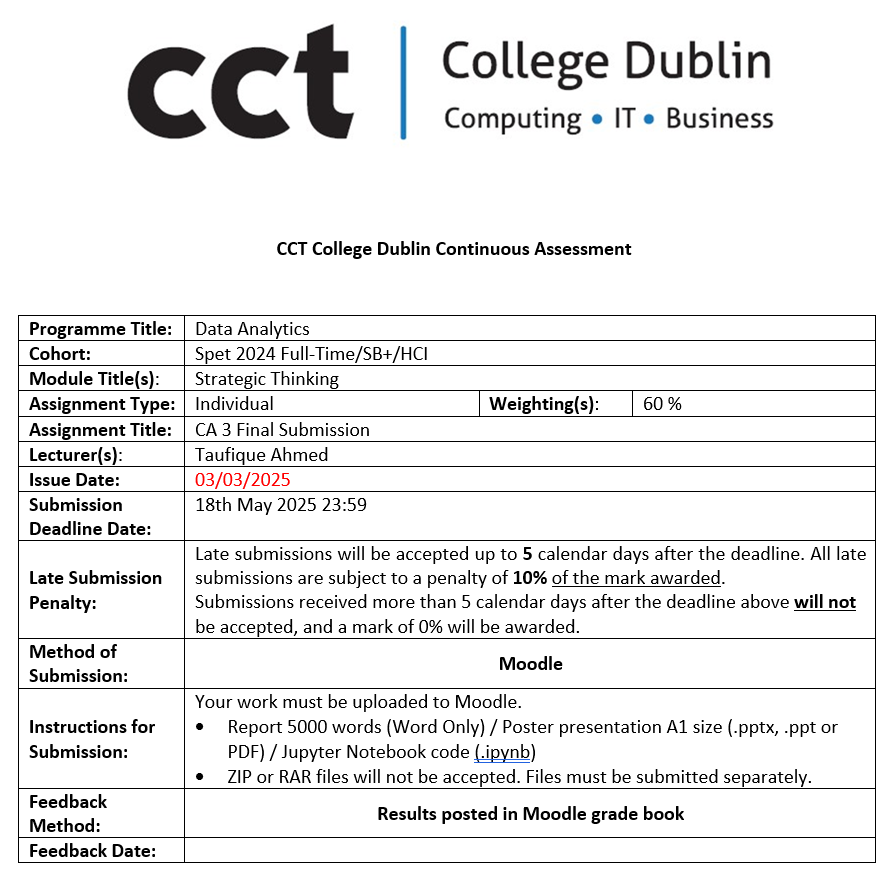 cct College Dublin
Computing • IT • Business
CCT College Dublin Continuous Assessment
Programme Title: Data Analytics
Cohort: Spet 2024 Full-Time/SB+/HCI
Module Title(s): Strategic Thinking
Assignment Type: Individual Weighting(s): 60 %
Assignment Title: CA 3 Final Submission
Lecturer(s): Taufique Ahmed
Issue Date: 03/03/2025
Submission Deadline Date: 18th May 2025 23:59
Late Submission Penalty:
Late submissions will be accepted up to 5 calendar days after the deadline. All late
submissions are subject to a penalty of 10% of the mark awarded.
Submissions received more than 5 calendar days after the deadline above will not
be accepted, and a mark of 0% will be awarded.
Method of Submission: Moodle
Instructions for Submission:
Your work must be uploaded to Moodle.
• Report 5000 words (Word Only) / Poster presentation A1 size (.pptx, .ppt or
PDF) / Jupyter Notebook code (.ipynb)
• ZIP or RAR files will not be accepted. Files must be submitted separately.
Feedback Method: Results posted in Moodle grade book
Feedback Date: